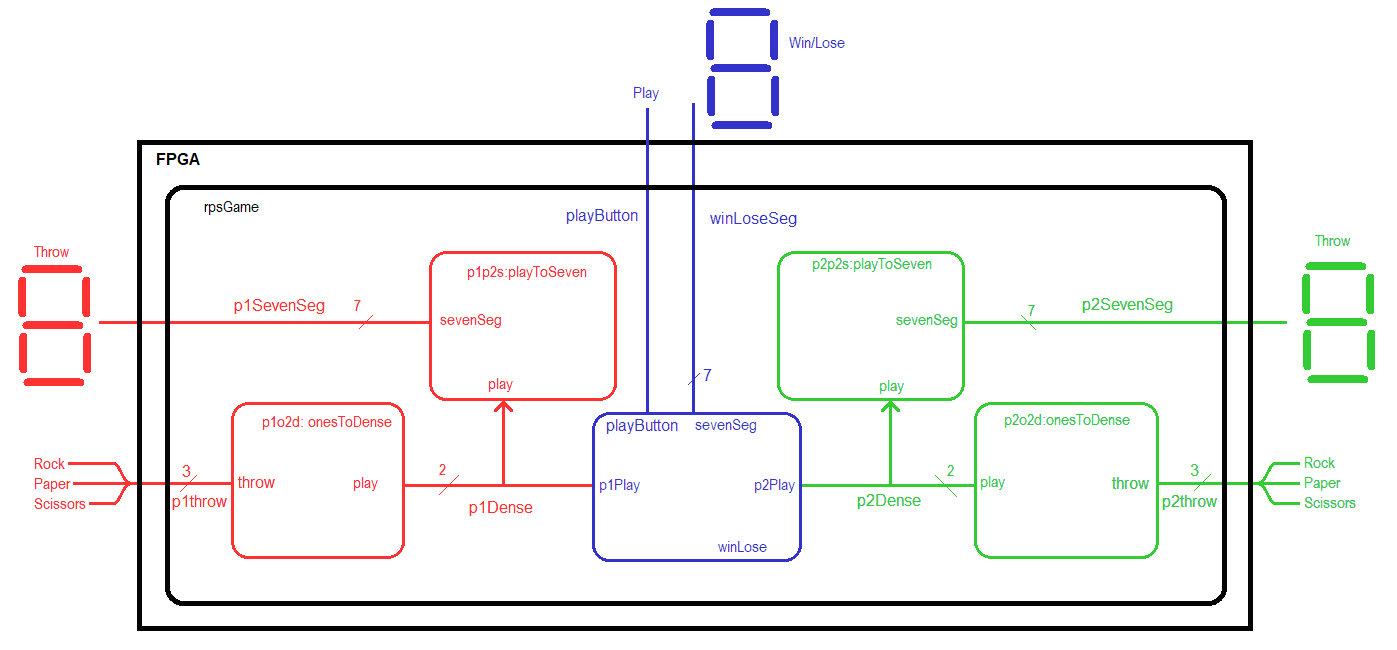 Win/Lose
Play
FPGA
rpsGame
playButton
winLoseSeg
Throw
p1SevenSeg
7
p1p2s:playToSeven
sevenSeg
play
p2p2s:playToSeven
sevenSeg
play
7
p2SevenSeg
Throw
7
Rock
Paper
Scissors
3
p1throw
p1o2d: onesToDense
throw
play
2
p1Dense
playButton
sevenSeg
p1Play
p2Play
winLose
2
p2Dense
p2o2d:onesToDense
play
throw
3
p2throw
Rock
Paper
Scissors